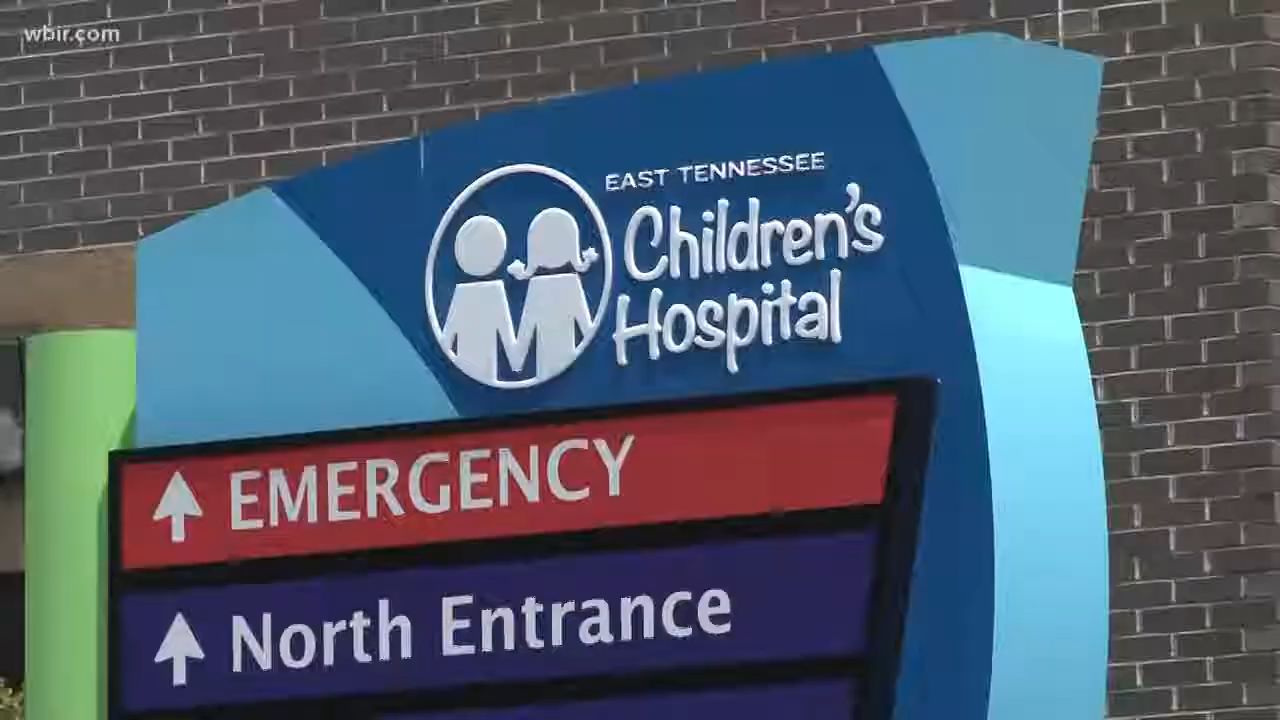 wbir.com
EAST TENNESSEE
Children's
Hospital
EMERGENCY
North Entrance